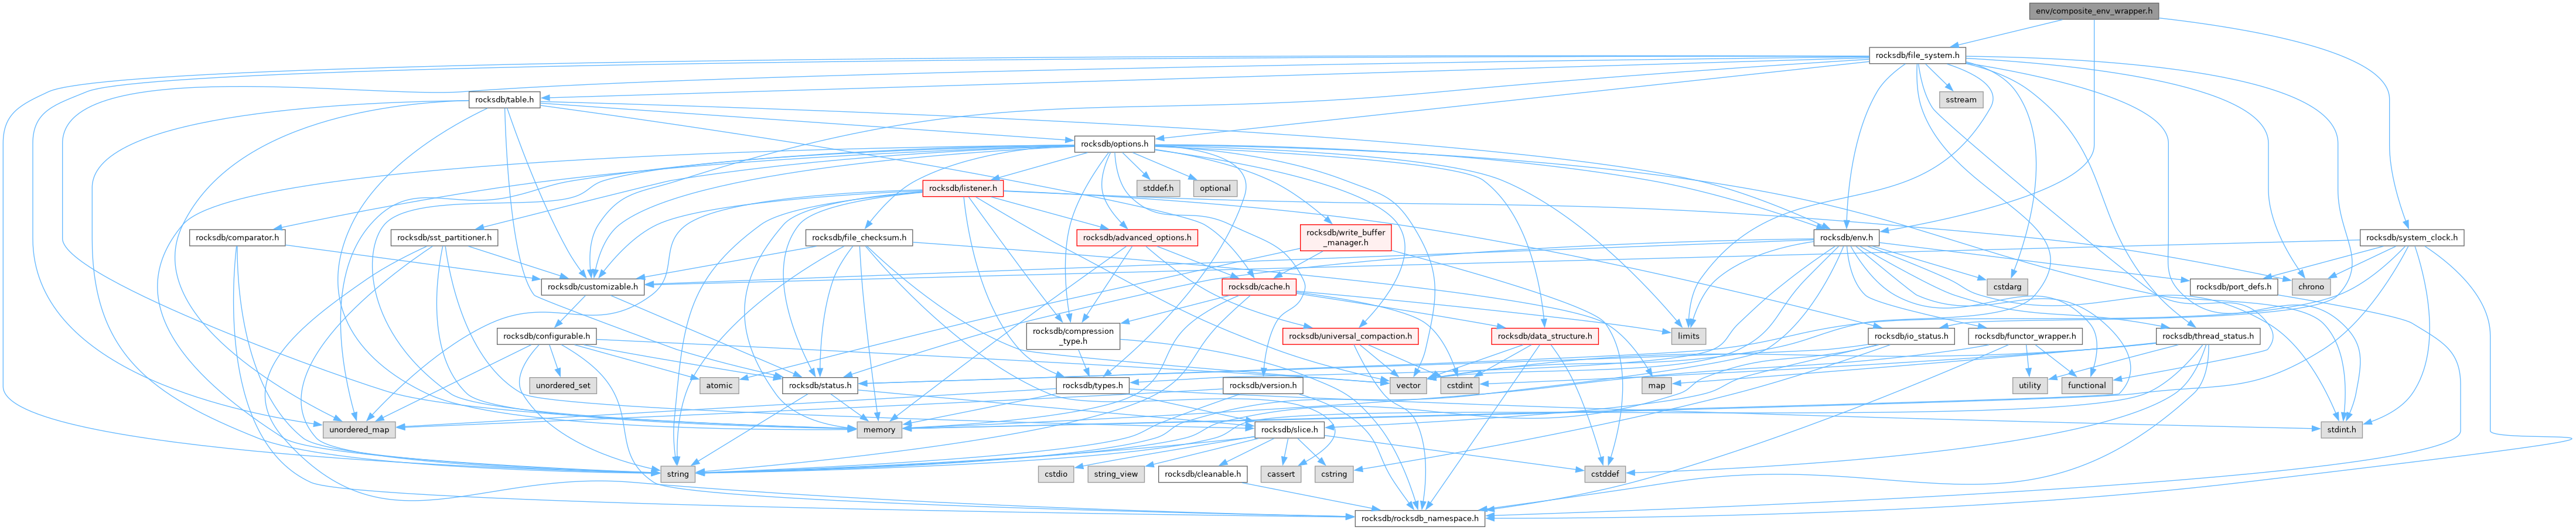 env/composite_env_wrapper.h
rocksdb/file_system.h
rocksdb/table.h
sstream
rocksdb/options.h
rocksdb/listener.h
stddef.h
optional
rocksdb/comparator.h
rocksdb/sst_partitioner.h
rocksdb/file_checksum.h
rocksdb/advanced_options.h
rocksdb/write_buffer
_manager.h
rocksdb/env.h
rocksdb/system_clock.h
rocksdb/customizable.h
rocksdb/cache.h
cstdarg
rocksdb/port_defs.h
chrono
rocksdb/configurable.h
rocksdb/compression
_type.h
limits
rocksdb/universal_compaction.h
rocksdb/data_structure.h
rocksdb/io_status.h
rocksdb/functor_wrapper.h
rocksdb/thread_status.h
unordered_set
atomic
rocksdb/status.h
rocksdb/types.h
rocksdb/version.h
vector
cstdint
map
utility
functional
unordered_map
memory
rocksdb/slice.h
stdint.h
string
cstdio
string_view
rocksdb/cleanable.h
cassert
cstring
cstddef
rocksdb/rocksdb_namespace.h